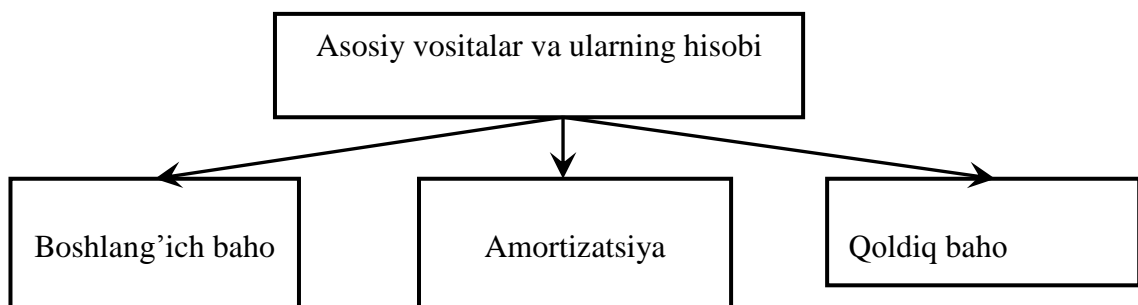 Asosiy vositalar va ularning hisobi
Boshlang’ich baho
Amortizatsiya
Qoldiq baho